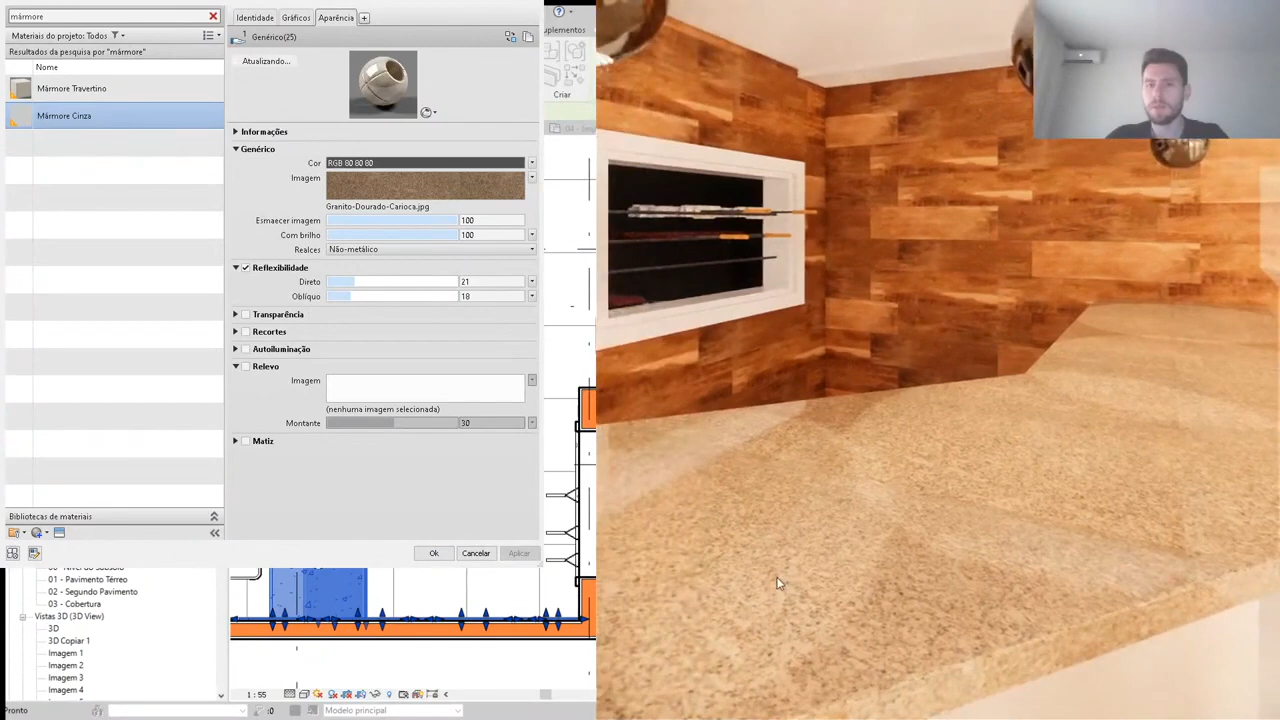 mármore
Materiais do projeto: Todos
Resultados da pesquisa por "mármore"
Nome
Mármore Travertino
Mármore Cinza
Bibliotecas de materiais
Identidade
Gráficos
Aparência
1
Genérico(25)
Atualizando...
Informações
Genérico
Cor
RGB 80 80 80
Imagem
Granito-Dourado-Carioca.jpg
Esmaecer imagem
100
Com brilho
100
Realces
Não-metálico
Reflexibilidade
Direto
21
Oblíquo
18
Transparência
Recortes
Autoiluminação
Relevo
Imagem
(nenhuma imagem selecionada)
Montante
30
Matiz
Ok
Cancelar
Aplicar
uplementos
Criar
01 - Pavimento Térreo
02 - Segundo Pavimento
03 - Cobertura
Vistas 3D (3D View)
3D
3D Copiar 1
Imagem 1
Imagem 2
Imagem 3
Imagem 4
1 : 55
Pronto
:0
Modelo principal